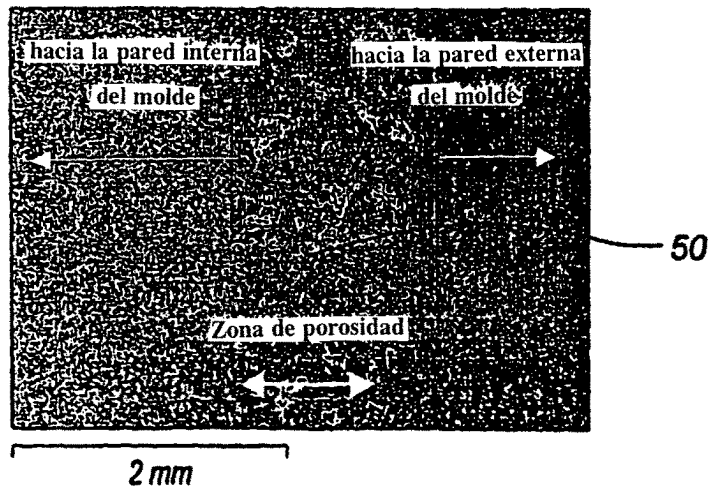 hacia la pared interna
del molde
hacia la pared externa
del molde
50
Zona de porosidad
2 mm